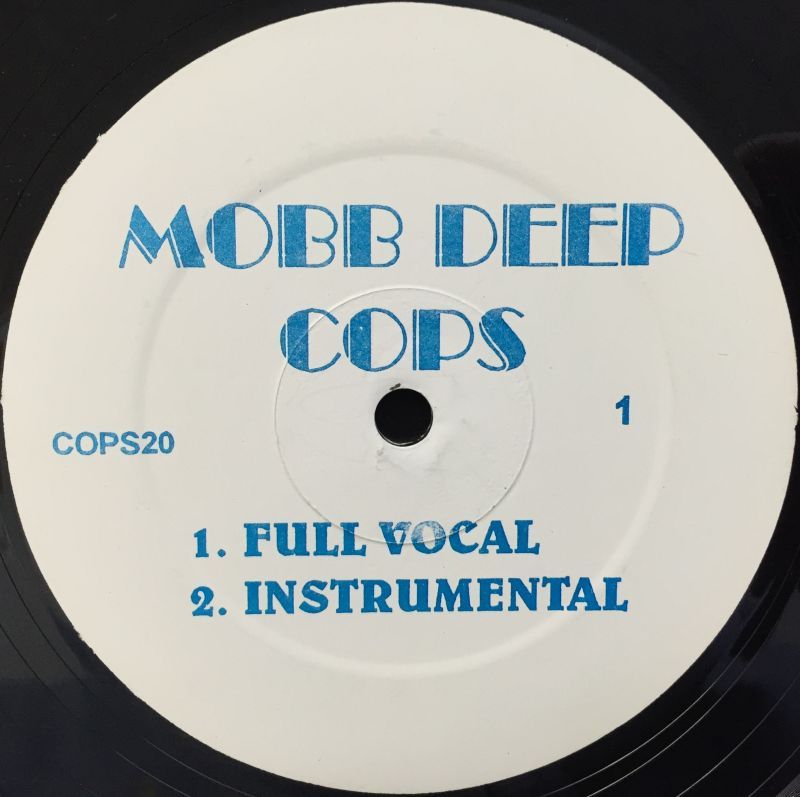 MOBB DEEP
COPS
COPS20
1
1. FULL VOCAL
2. INSTRUMENTAL